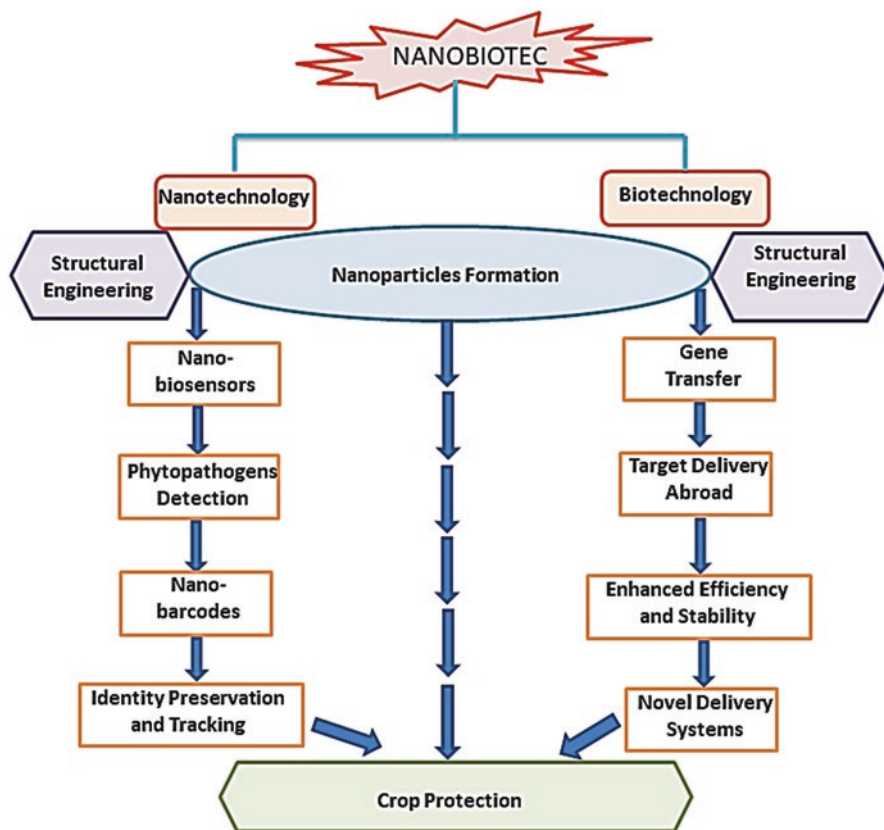 NANOBIOTEC
Nanotechnology
Biotechnology
Structural
Engineering
Nanoparticles Formation
Structural
Engineering
Nano-
biosensors
Gene
Transfer
Phytopathogens
Detection
Target Delivery
Abroad
Nano-
barcodes
Enhanced Efficiency
and Stability
Identity Preservation
and Tracking
Novel Delivery
Systems
Crop Protection